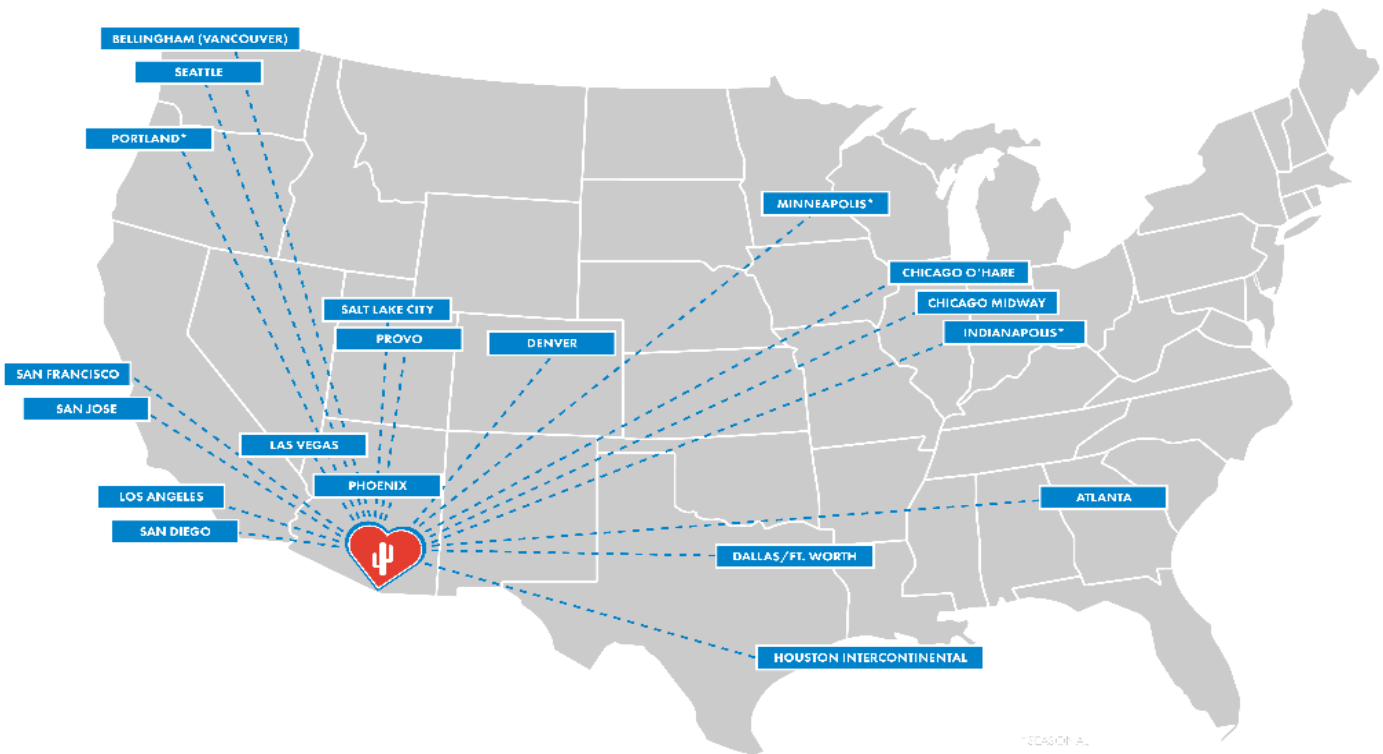 BELLINGHAM (VANCOUVER)
SEATTLE
PORTLAND*
MINNEAPOLIS*
CHICAGO O'HARE
CHICAGO MIDWAY
SALT LAKE CITY
INDIANAPOLIS*
PROVO
DENVER
SAN FRANCISCO
SAN JOSE
LAS VEGAS
PHOENIX
LOS ANGELES
ATLANTA
SAN DIEGO
DALLAS/FT. WORTH
HOUSTON INTERCONTINENTAL
*SEASONAL